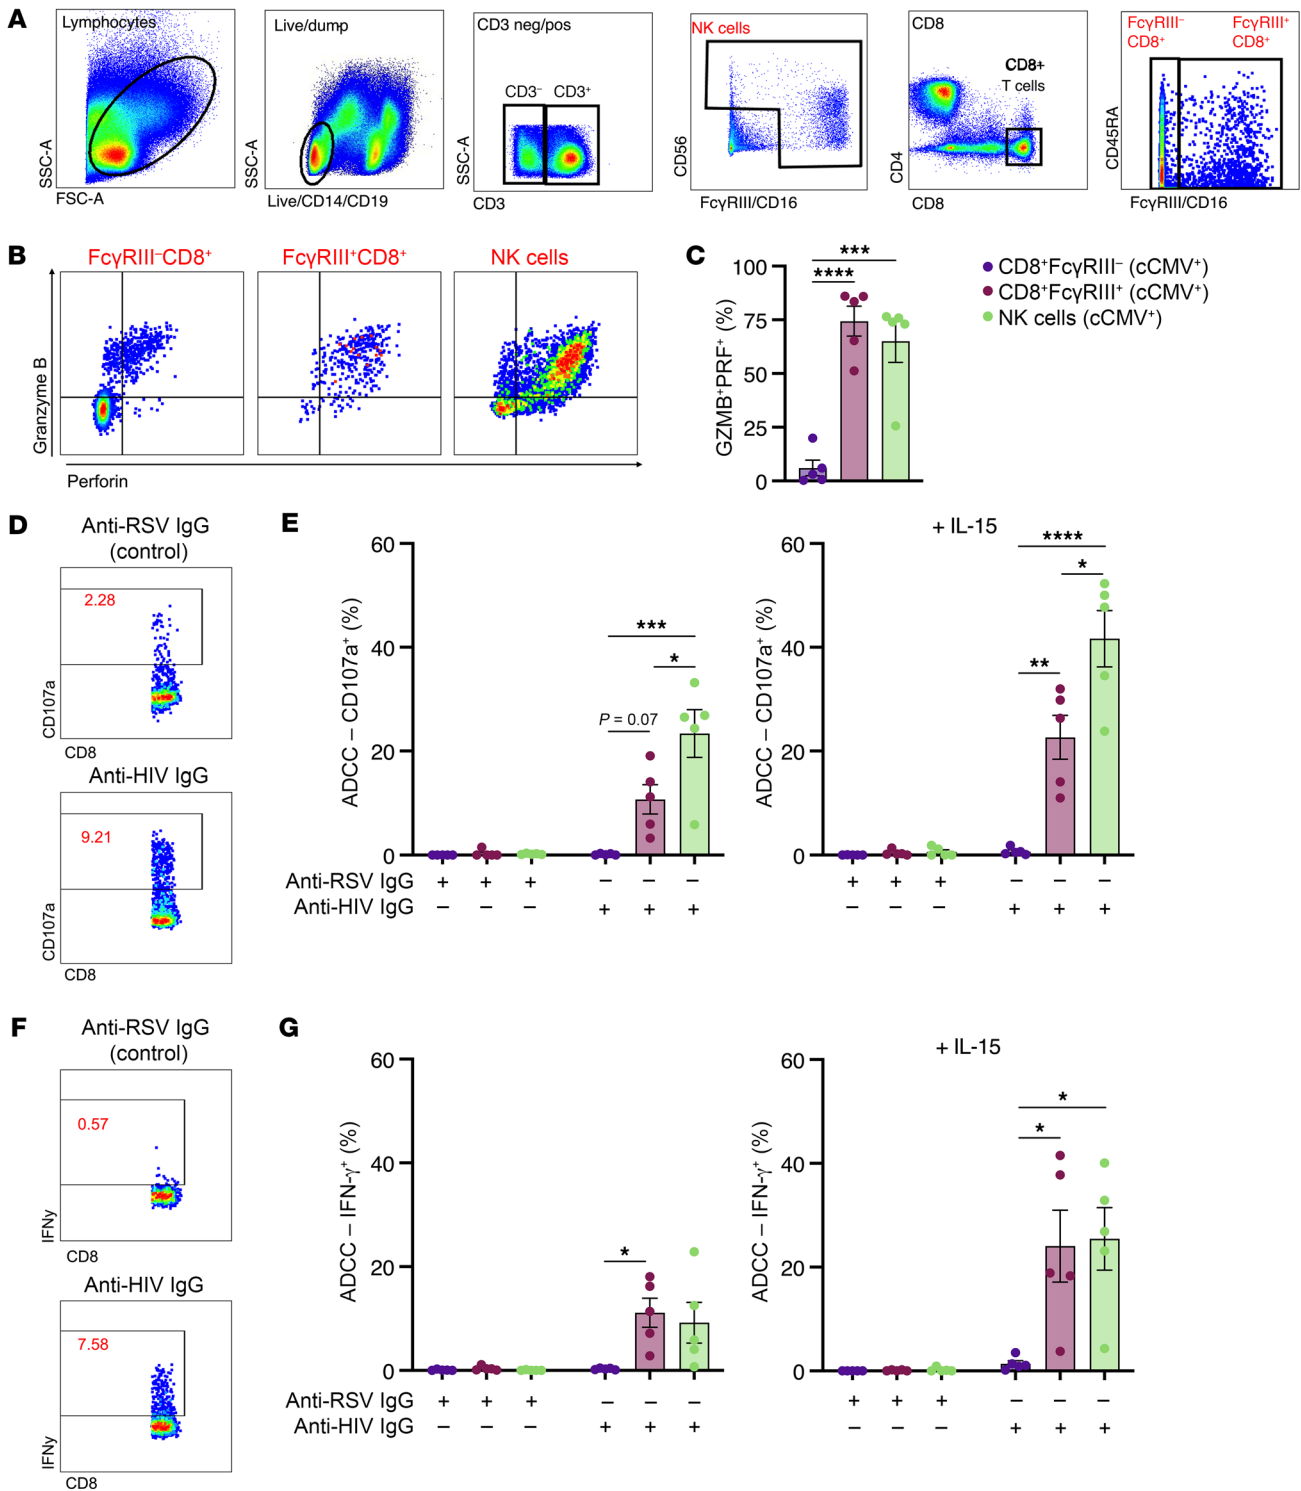 A
Lymphocytes
SSC-A
FSC-A
Live/dump
SSC-A
Live/CD14/CD19
CD3 neg/pos
CD3⁻ CD3⁺
SSC-A
CD3
NK cells
CD56
FcγRIII/CD16
CD8
CD8+
T cells
CD4
CD8
FcγRIII⁻ FcγRIII⁺
CD8⁺ CD8⁺
CD45RA
FcγRIII/CD16
B
FcγRIII⁻CD8⁺
FcγRIII⁺CD8⁺
NK cells
Granzyme B
Perforin
C
GZMB⁺PRF⁺ (%)
100
75
50
25
0
***
****
CD8⁺FcγRIII⁻ (cCMV⁺)
CD8⁺FcγRIII⁺ (cCMV⁺)
NK cells (cCMV⁺)
D
Anti-RSV IgG
(control)
2.28
CD107a
CD8
Anti-HIV IgG
9.21
CD107a
CD8
E
ADCC – CD107a⁺ (%)
60
40
20
0
***
*
P = 0.07
Anti-RSV IgG + + + – – –
Anti-HIV IgG – – – + + +
+ IL-15
ADCC – CD107a⁺ (%)
60
40
20
0
****
*
**
+ + + – – –
– – – + + +
F
Anti-RSV IgG
(control)
0.57
IFNy
CD8
Anti-HIV IgG
7.58
IFNy
CD8
G
ADCC – IFN-γ⁺ (%)
60
40
20
0
*
Anti-RSV IgG + + + – – –
Anti-HIV IgG – – – + + +
+ IL-15
ADCC – IFN-γ⁺ (%)
60
40
20
0
*
*
+ + + – – –
– – – + + +